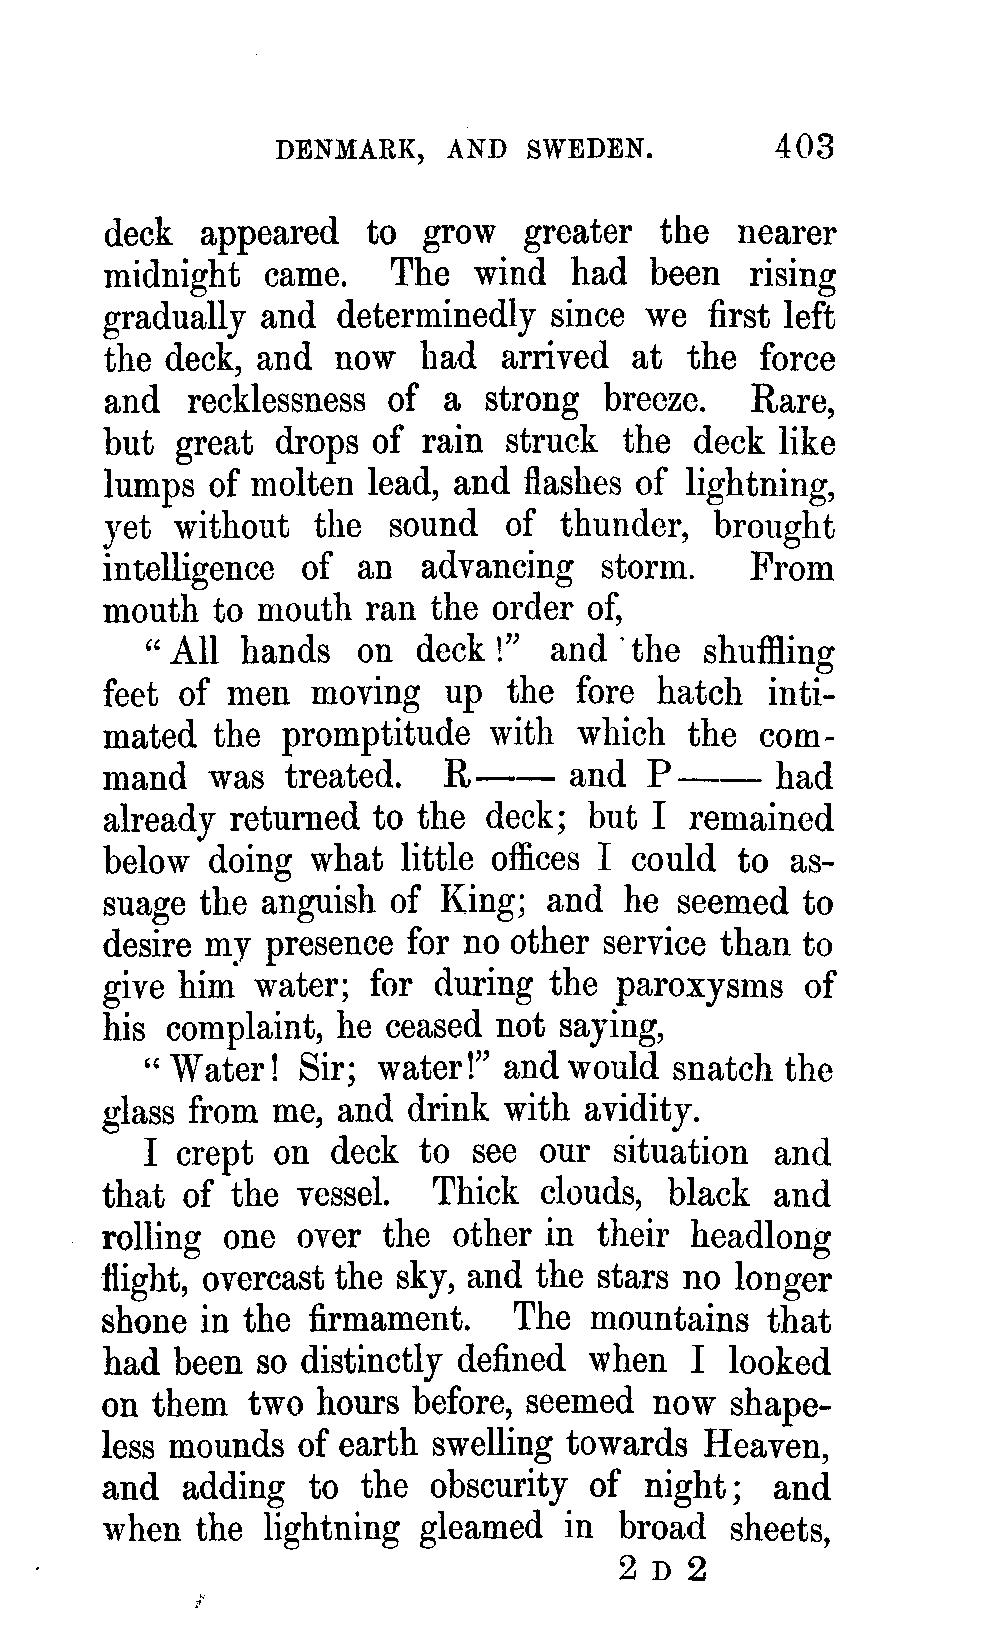 DENMARK, AND SWEDEN. 403
deck appeared to grow greater the nearer
midnight came. The wind had been rising
gradually and determinedly since we first left
the deck, and now had arrived at the force
and recklessness of a strong breeze. Rare,
but great drops of rain struck the deck like
lumps of molten lead, and flashes of lightning,
yet without the sound of thunder, brought
intelligence of an advancing storm. From
mouth to mouth ran the order of,
“ All hands on deck !” and the shuffling
feet of men moving up the fore hatch inti-
mated the promptitude with which the com-
mand was treated. R—— and P—— had
already returned to the deck; but I remained
below doing what little offices I could to as-
suage the anguish of King; and he seemed to
desire my presence for no other service than to
give him water; for during the paroxysms of
his complaint, he ceased not saying,
“ Water! Sir; water!” and would snatch the
glass from me, and drink with avidity.
I crept on deck to see our situation and
that of the vessel. Thick clouds, black and
rolling one over the other in their headlong
flight, overcast the sky, and the stars no longer
shone in the firmament. The mountains that
had been so distinctly defined when I looked
on them two hours before, seemed now shape-
less mounds of earth swelling towards Heaven,
and adding to the obscurity of night; and
when the lightning gleamed in broad sheets,
2 D 2